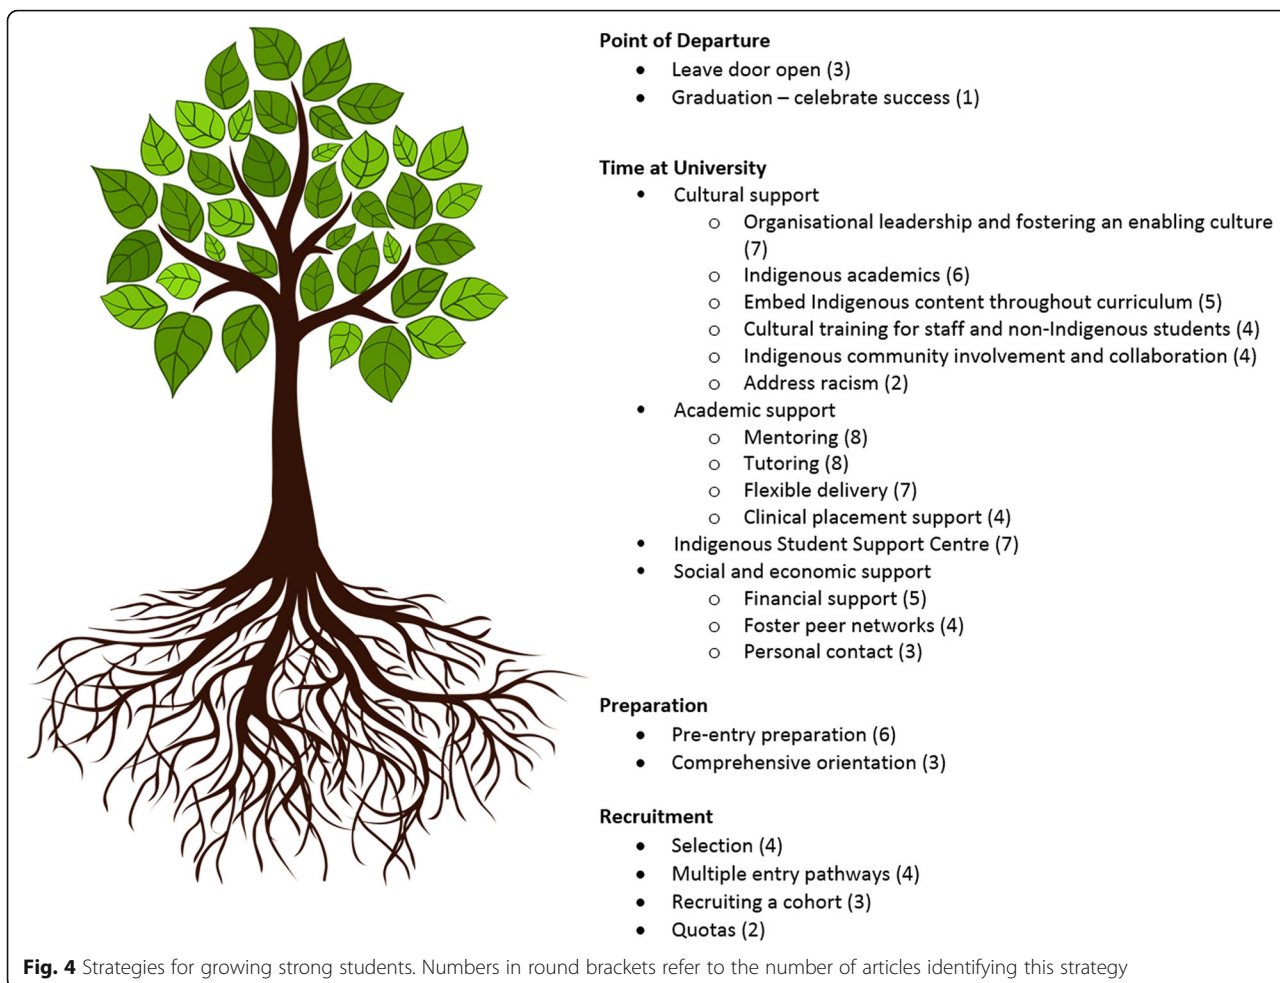 Point of Departure
• Leave door open (3)
• Graduation – celebrate success (1)
Time at University
• Cultural support
o Organisational leadership and fostering an enabling culture
(7)
o Indigenous academics (6)
o Embed Indigenous content throughout curriculum (5)
o Cultural training for staff and non-Indigenous students (4)
o Indigenous community involvement and collaboration (4)
o Address racism (2)
• Academic support
o Mentoring (8)
o Tutoring (8)
o Flexible delivery (7)
o Clinical placement support (4)
• Indigenous Student Support Centre (7)
• Social and economic support
o Financial support (5)
o Foster peer networks (4)
o Personal contact (3)
Preparation
• Pre-entry preparation (6)
• Comprehensive orientation (3)
Recruitment
• Selection (4)
• Multiple entry pathways (4)
• Recruiting a cohort (3)
• Quotas (2)
Fig. 4 Strategies for growing strong students. Numbers in round brackets refer to the number of articles identifying this strategy